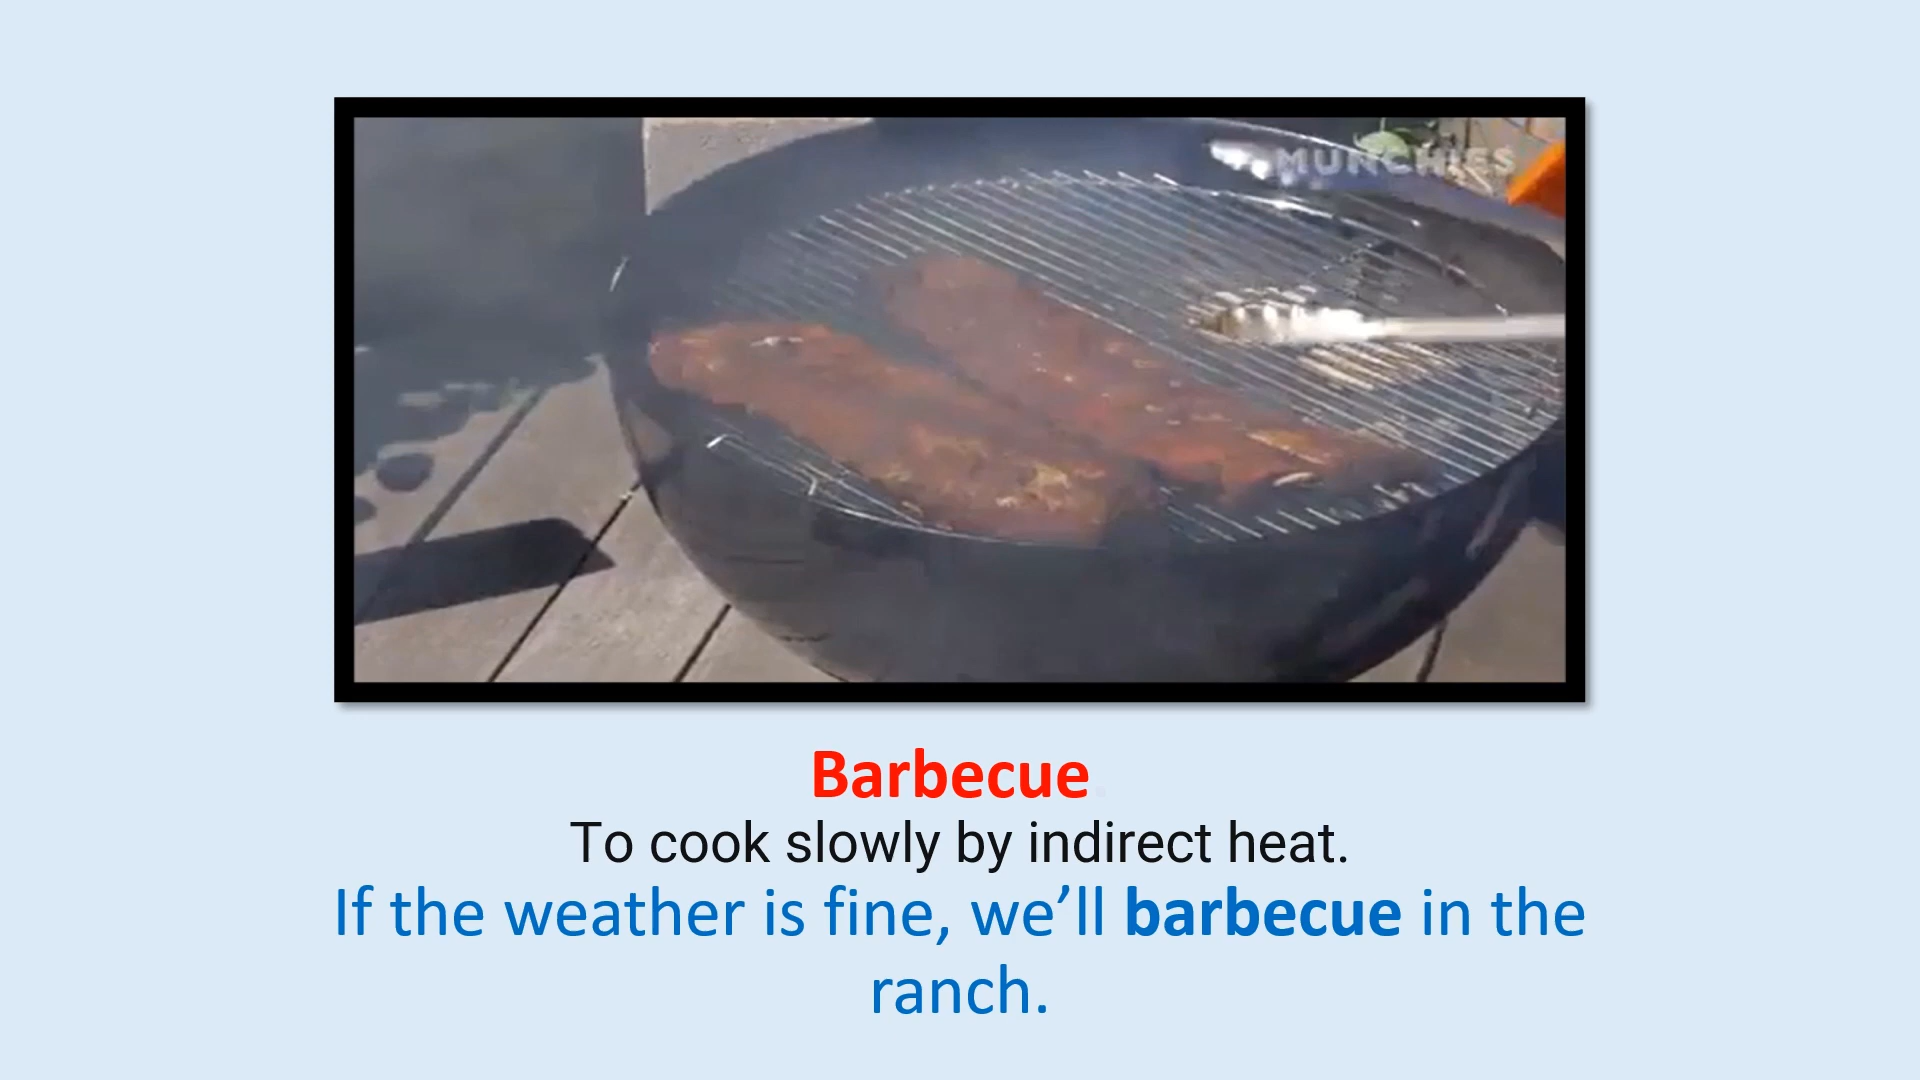 MUNCHIES
Barbecue.
To cook slowly by indirect heat.
If the weather is fine, we’ll barbecue in the
ranch.